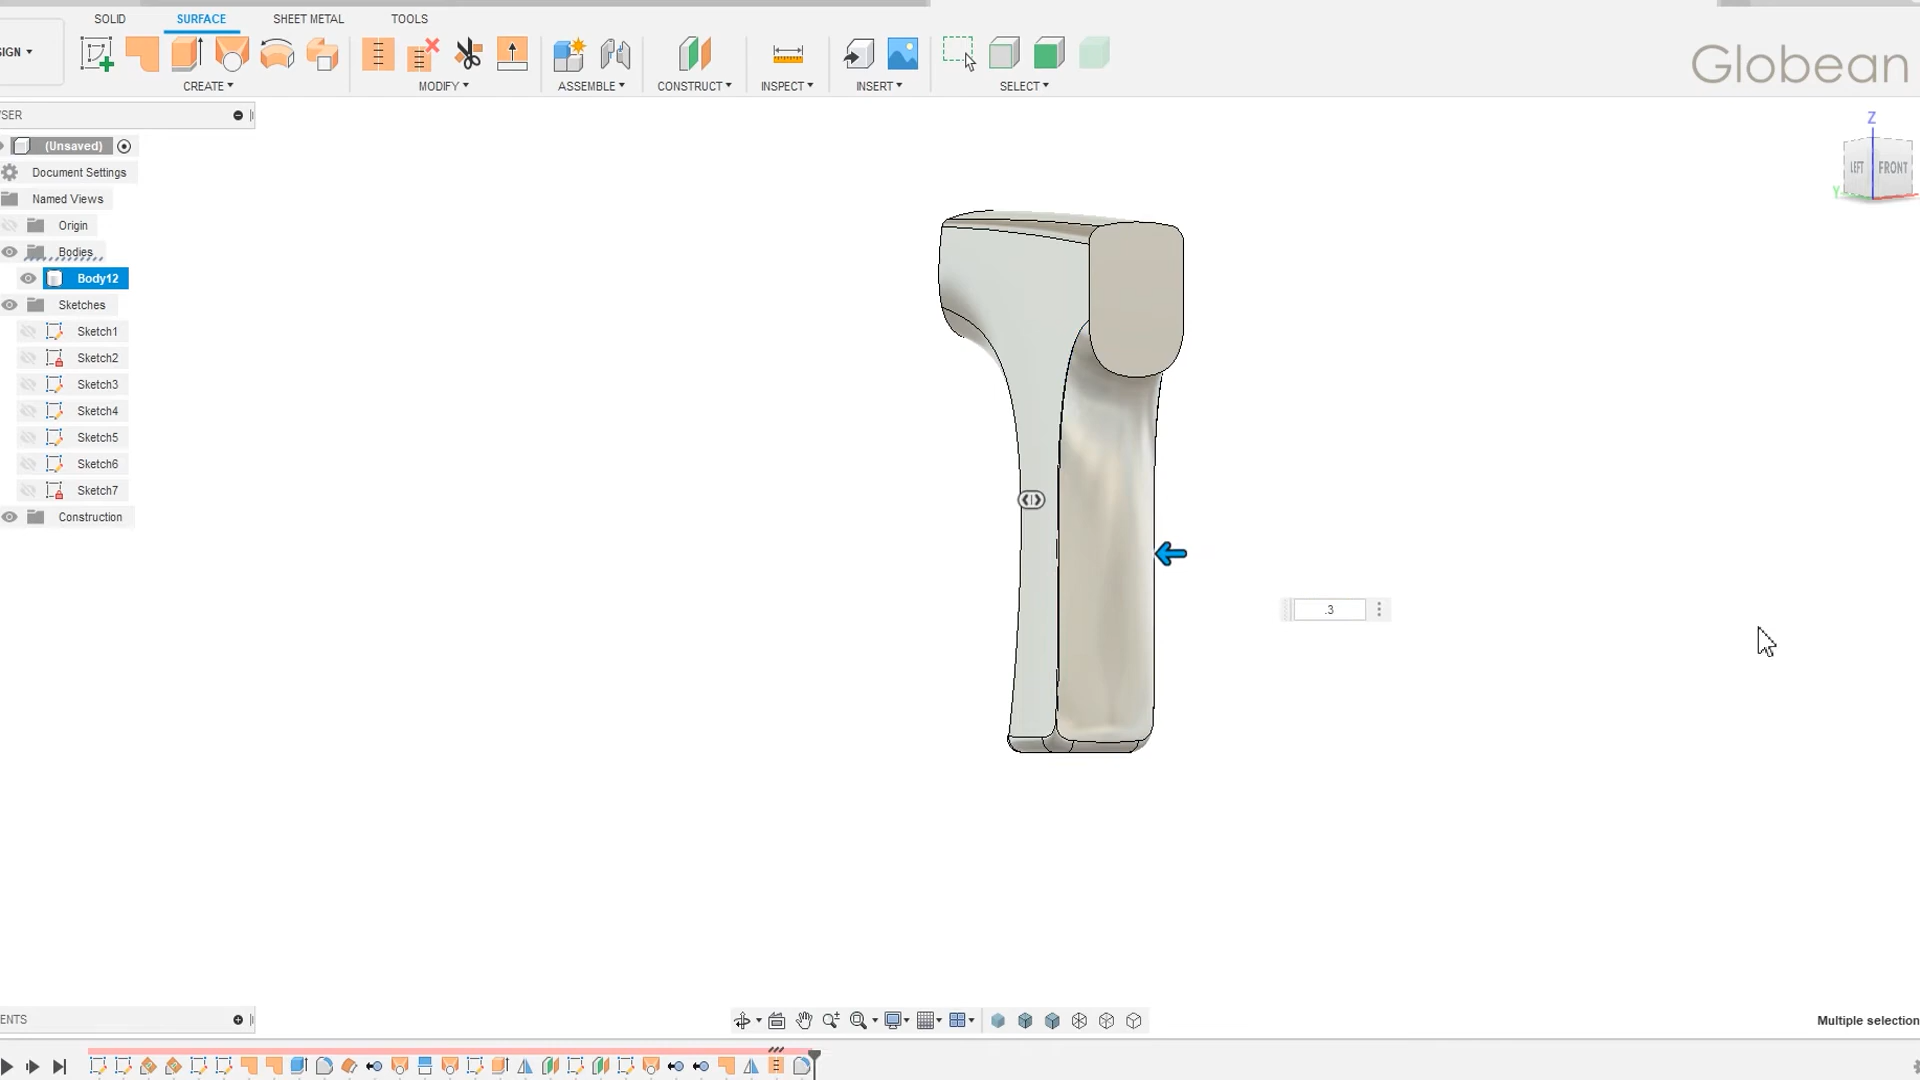 SOLID SURFACE SHEET METAL TOOLS
SIGN
CREATE MODIFY ASSEMBLE CONSTRUCT INSPECT INSERT SELECT
Globean
SER
(Unsaved)
Document Settings
Named Views
Origin
Bodies
Body12
Sketches
Sketch1
Sketch2
Sketch3
Sketch4
Sketch5
Sketch6
Sketch7
Construction
Z
LEFT FRONT
Y
.3
ENTS
Multiple selection